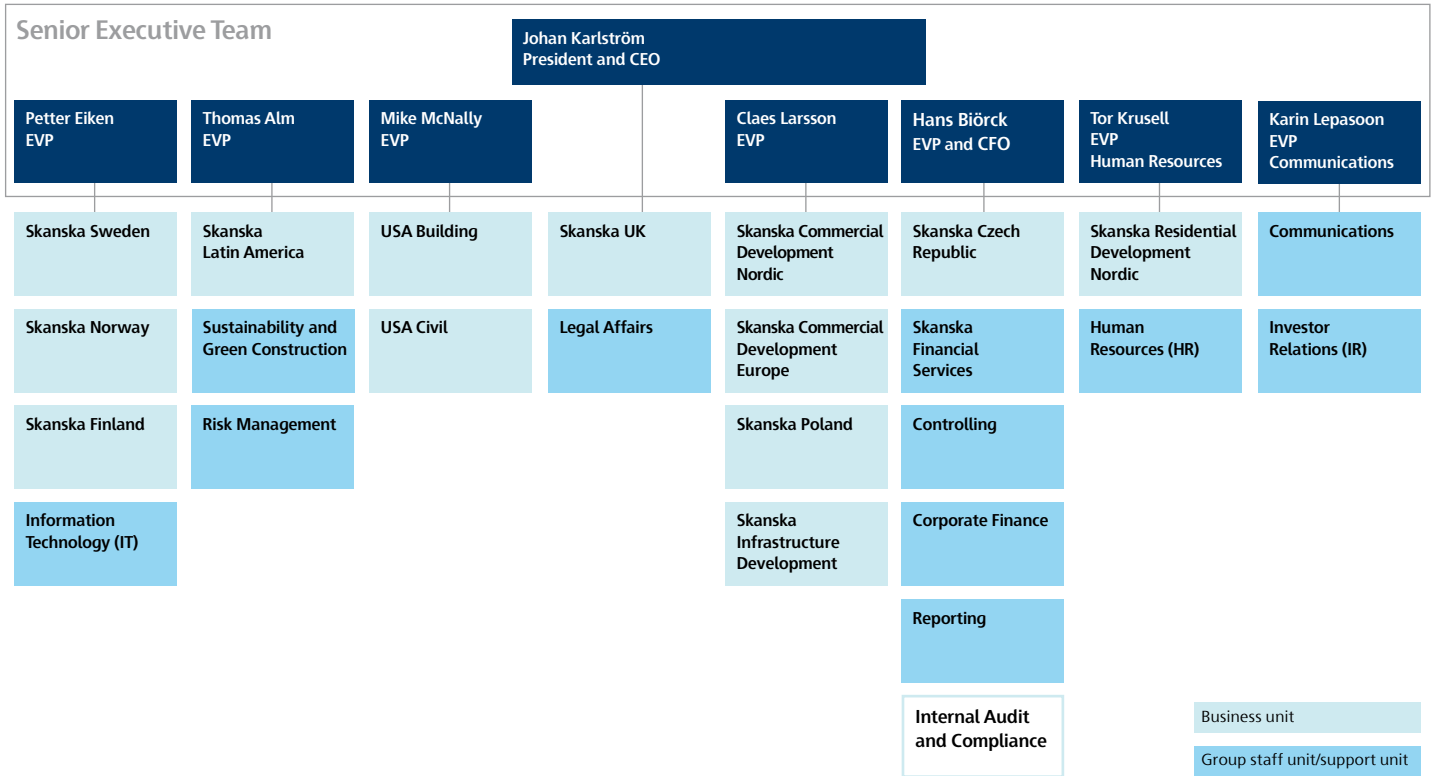 Senior Executive Team
Johan Karlström
President and CEO
Petter Eiken
EVP
Thomas Alm
EVP
Mike McNally
EVP
Claes Larsson
EVP
Hans Biörck
EVP and CFO
Tor Krusell
EVP
Human Resources
Karin Lepasoon
EVP
Communications
Skanska Sweden
Skanska
Latin America
USA Building
Skanska UK
Skanska Commercial
Development
Nordic
Skanska Czech
Republic
Skanska Residential
Development
Nordic
Communications
Skanska Norway
Sustainability and
Green Construction
USA Civil
Legal Affairs
Skanska Commercial
Development
Europe
Skanska
Financial
Services
Human
Resources (HR)
Investor
Relations (IR)
Skanska Finland
Risk Management
Skanska Poland
Controlling
Information
Technology (IT)
Skanska
Infrastructure
Development
Corporate Finance
Reporting
Internal Audit
and Compliance
Business unit
Group staff unit/support unit